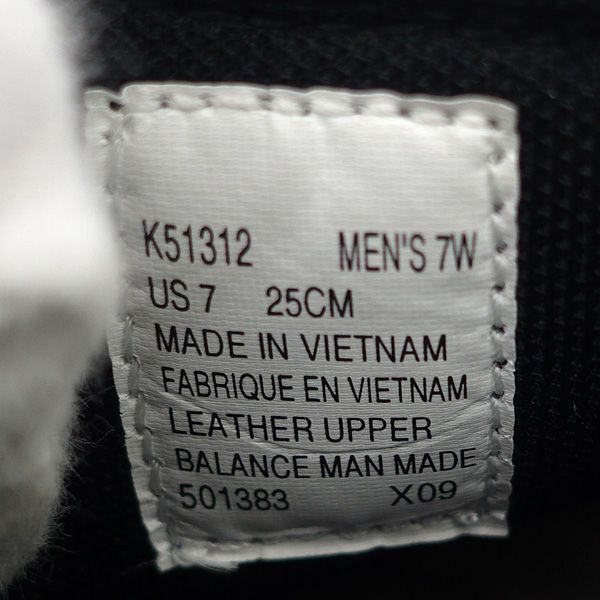 K51312 MEN'S 7W
US 7 25CM
MADE IN VIETNAM
FABRIQUE EN VIETNAM
LEATHER UPPER
BALANCE MAN MADE
501383 X09